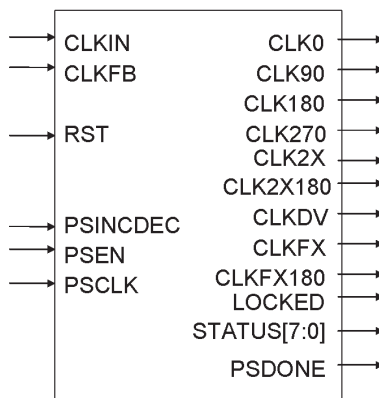 CLKIN
CLKFB
RST
PSINCDEC
PSEN
PSCLK
CLK0
CLK90
CLK180
CLK270
CLK2X
CLK2X180
CLKDV
CLKFX
CLKFX180
LOCKED
STATUS[7:0]
PSDONE